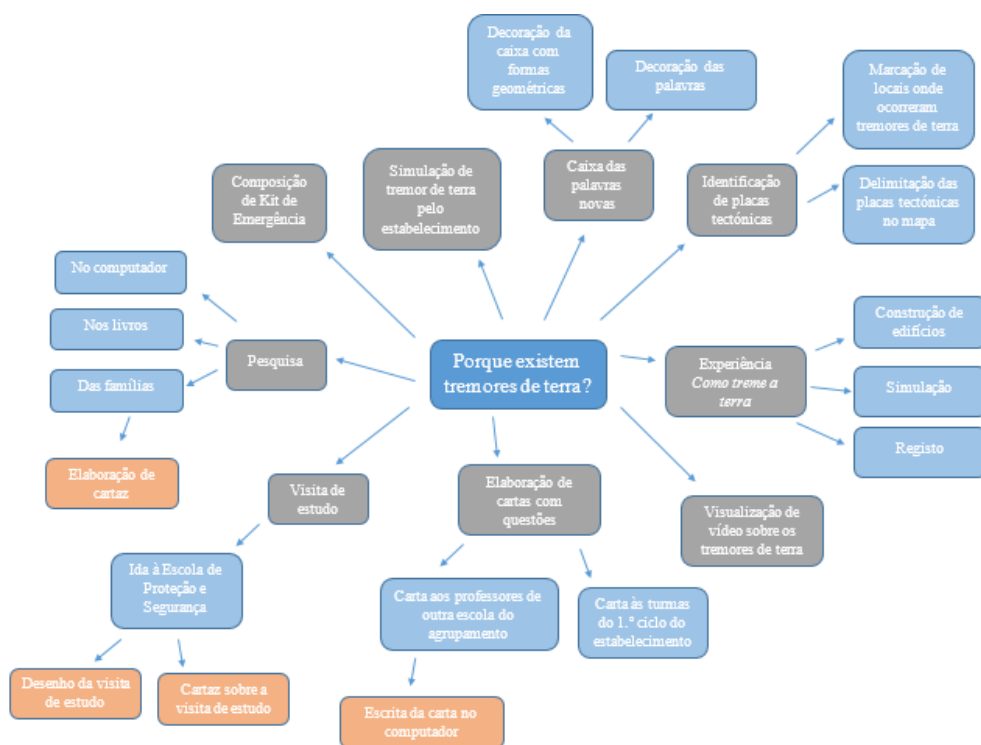 Decoração da
caixa com
formas
geométricas
Decoração das
palavras
Marcação de
locais onde
ocorreram
tremores de terra
Composição
de Kit de
Emergência
Simulação de
tremor de terra
pelo
estabelecimento
Caixa das
palavras
novas
Identificação
de placas
tectónicas
Delimitação das
placas tectónicas
no mapa
No computador
Nos livros
Das famílias
Pesquisa
Porque existem
tremores de terra?
Experiência
Como treme a
terra
Construção de
edifícios
Simulação
Registo
Elaboração de
cartaz
Visita de
estudo
Elaboração de
cartas com
questões
Visualização de
vídeo sobre os
tremores de terra
Ida à Escola de
Proteção e
Segurança
Carta aos professores de
outra escola do
agrupamento
Carta às turmas
do 1.º ciclo do
estabelecimento
Desenho da visita
de estudo
Cartaz sobre a
visita de estudo
Escrita da carta no
computador